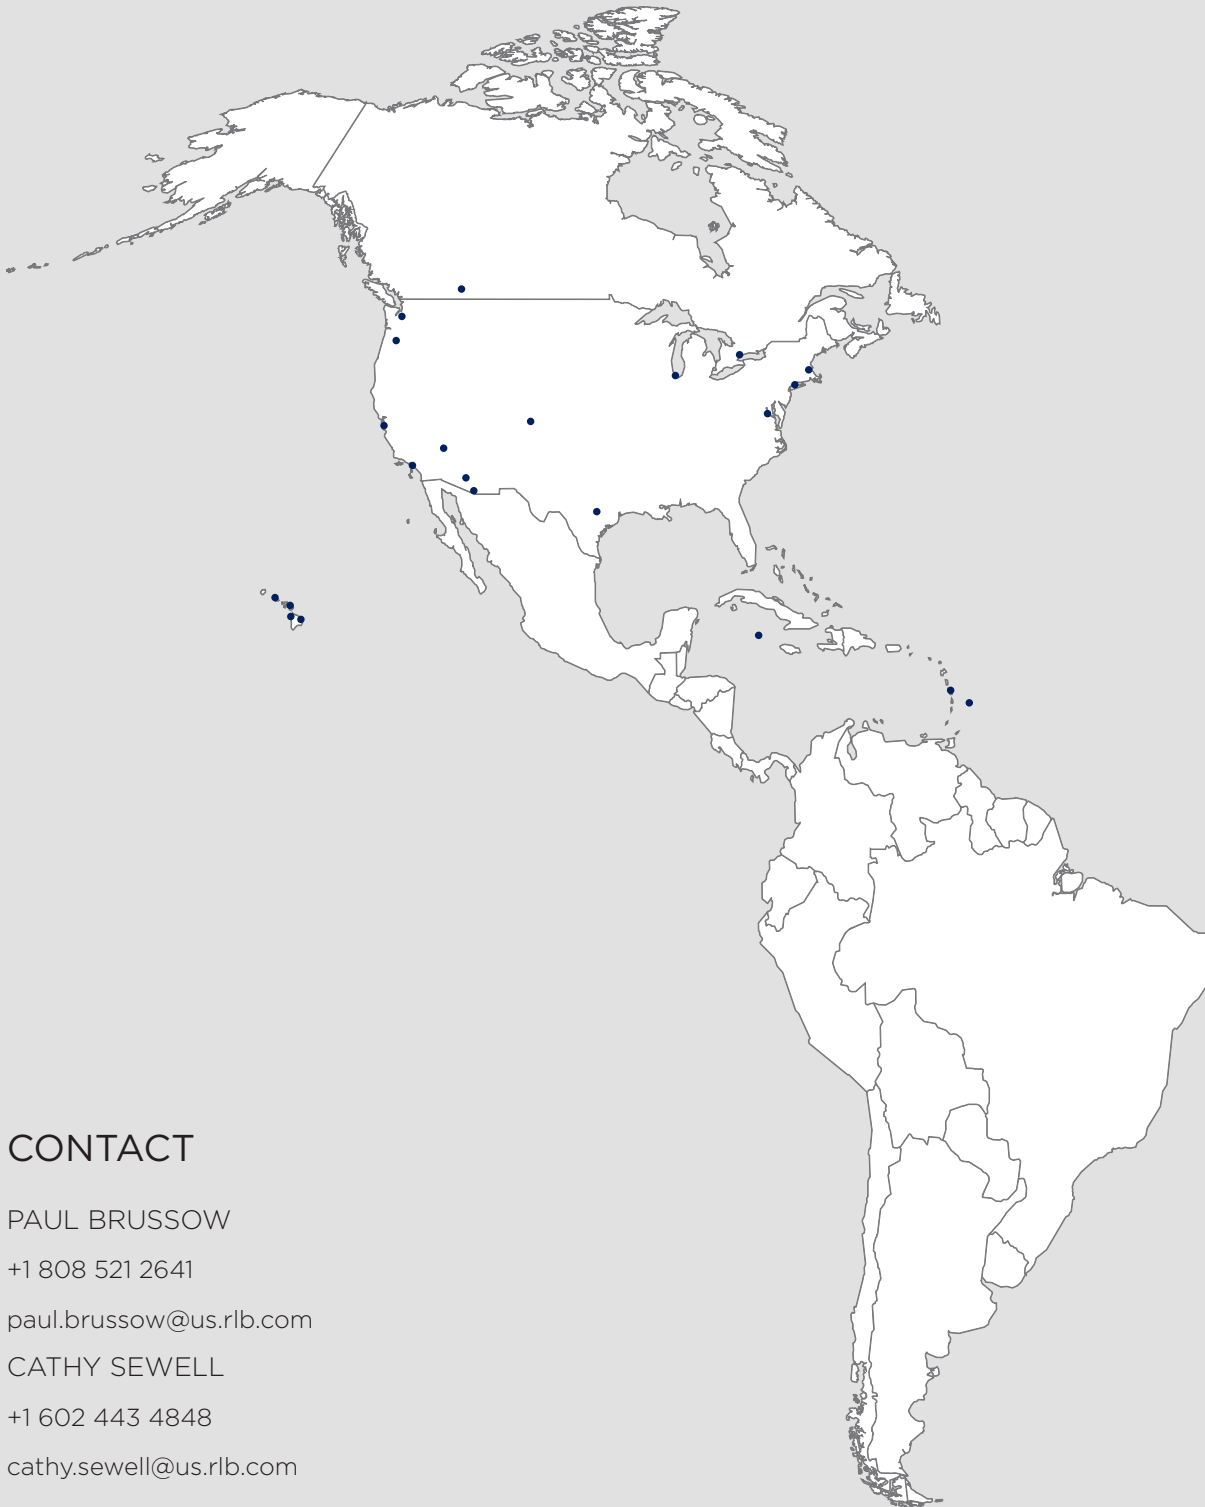 CONTACT
PAUL BRUSSOW
+1 808 521 2641
paul.brussow@us.rlb.com
CATHY SEWELL
+1 602 443 4848
cathy.sewell@us.rlb.com